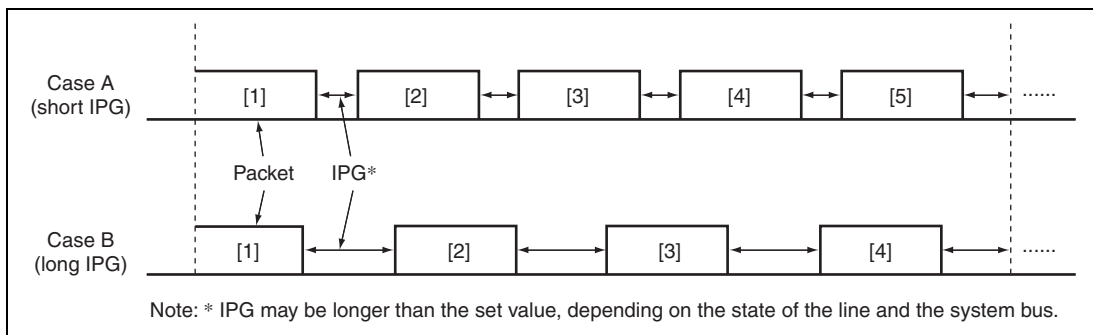 Case A
(short IPG)
[1] [2] [3] [4] [5] ......
Packet IPG*
Case B
(long IPG)
[1] [2] [3] [4] ......
Note: * IPG may be longer than the set value, depending on the state of the line and the system bus.